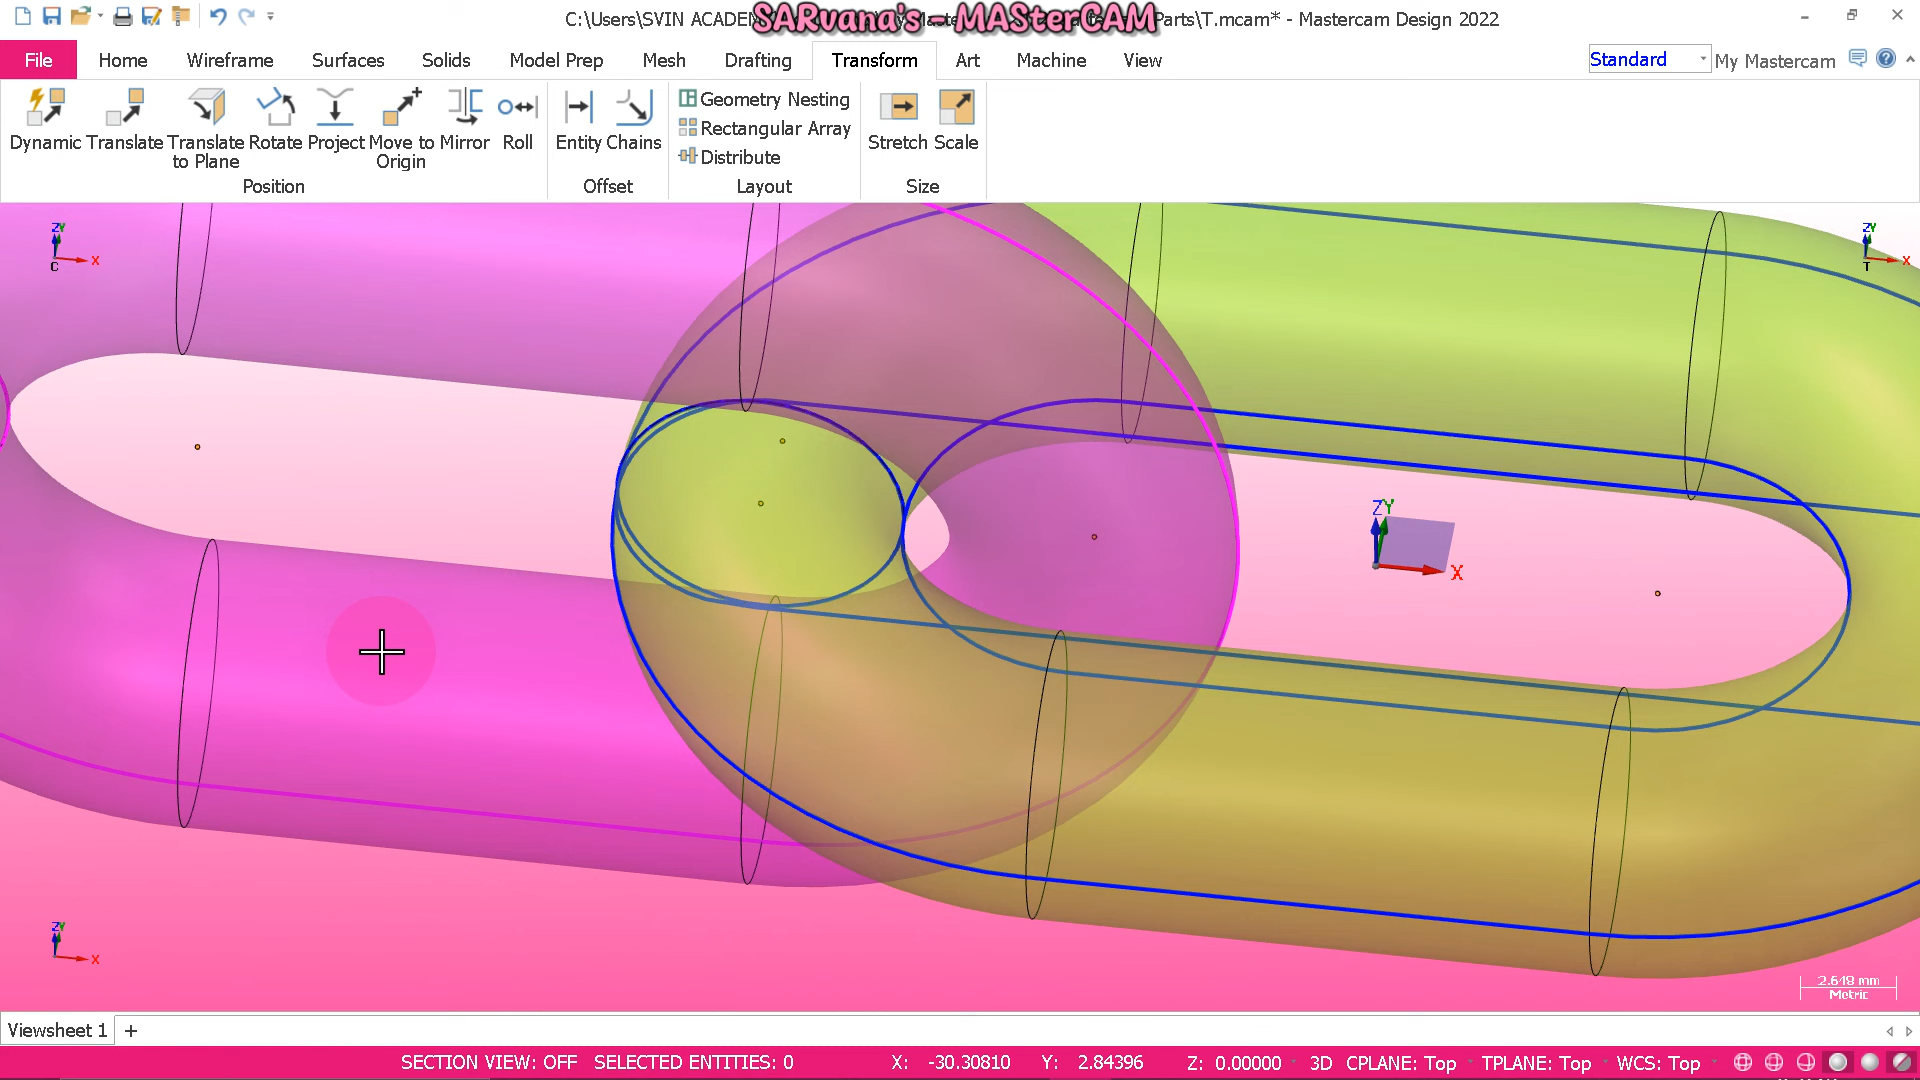 C:\Users\SVIN ACADE
SARvana's - MASterCAM
Parts\T.mcam* - Mastercam Design 2022
File Home Wireframe Surfaces Solids Model Prep Mesh Drafting Transform Art Machine View Standard My Mastercam
Dynamic Translate Translate to Plane Rotate Project Move to Origin Mirror Roll
Entity Chains
Geometry Nesting
Rectangular Array
Distribute
Stretch Scale
Position Offset Layout Size
ZY
X
C
ZY
X
T
ZY
X
ZY
X
2.649 mm
Metric
Viewsheet 1 +
SECTION VIEW: OFF SELECTED ENTITIES: 0 X: -30.30810 Y: 2.84396 Z: 0.00000 3D CPLANE: Top TPLANE: Top WCS: Top